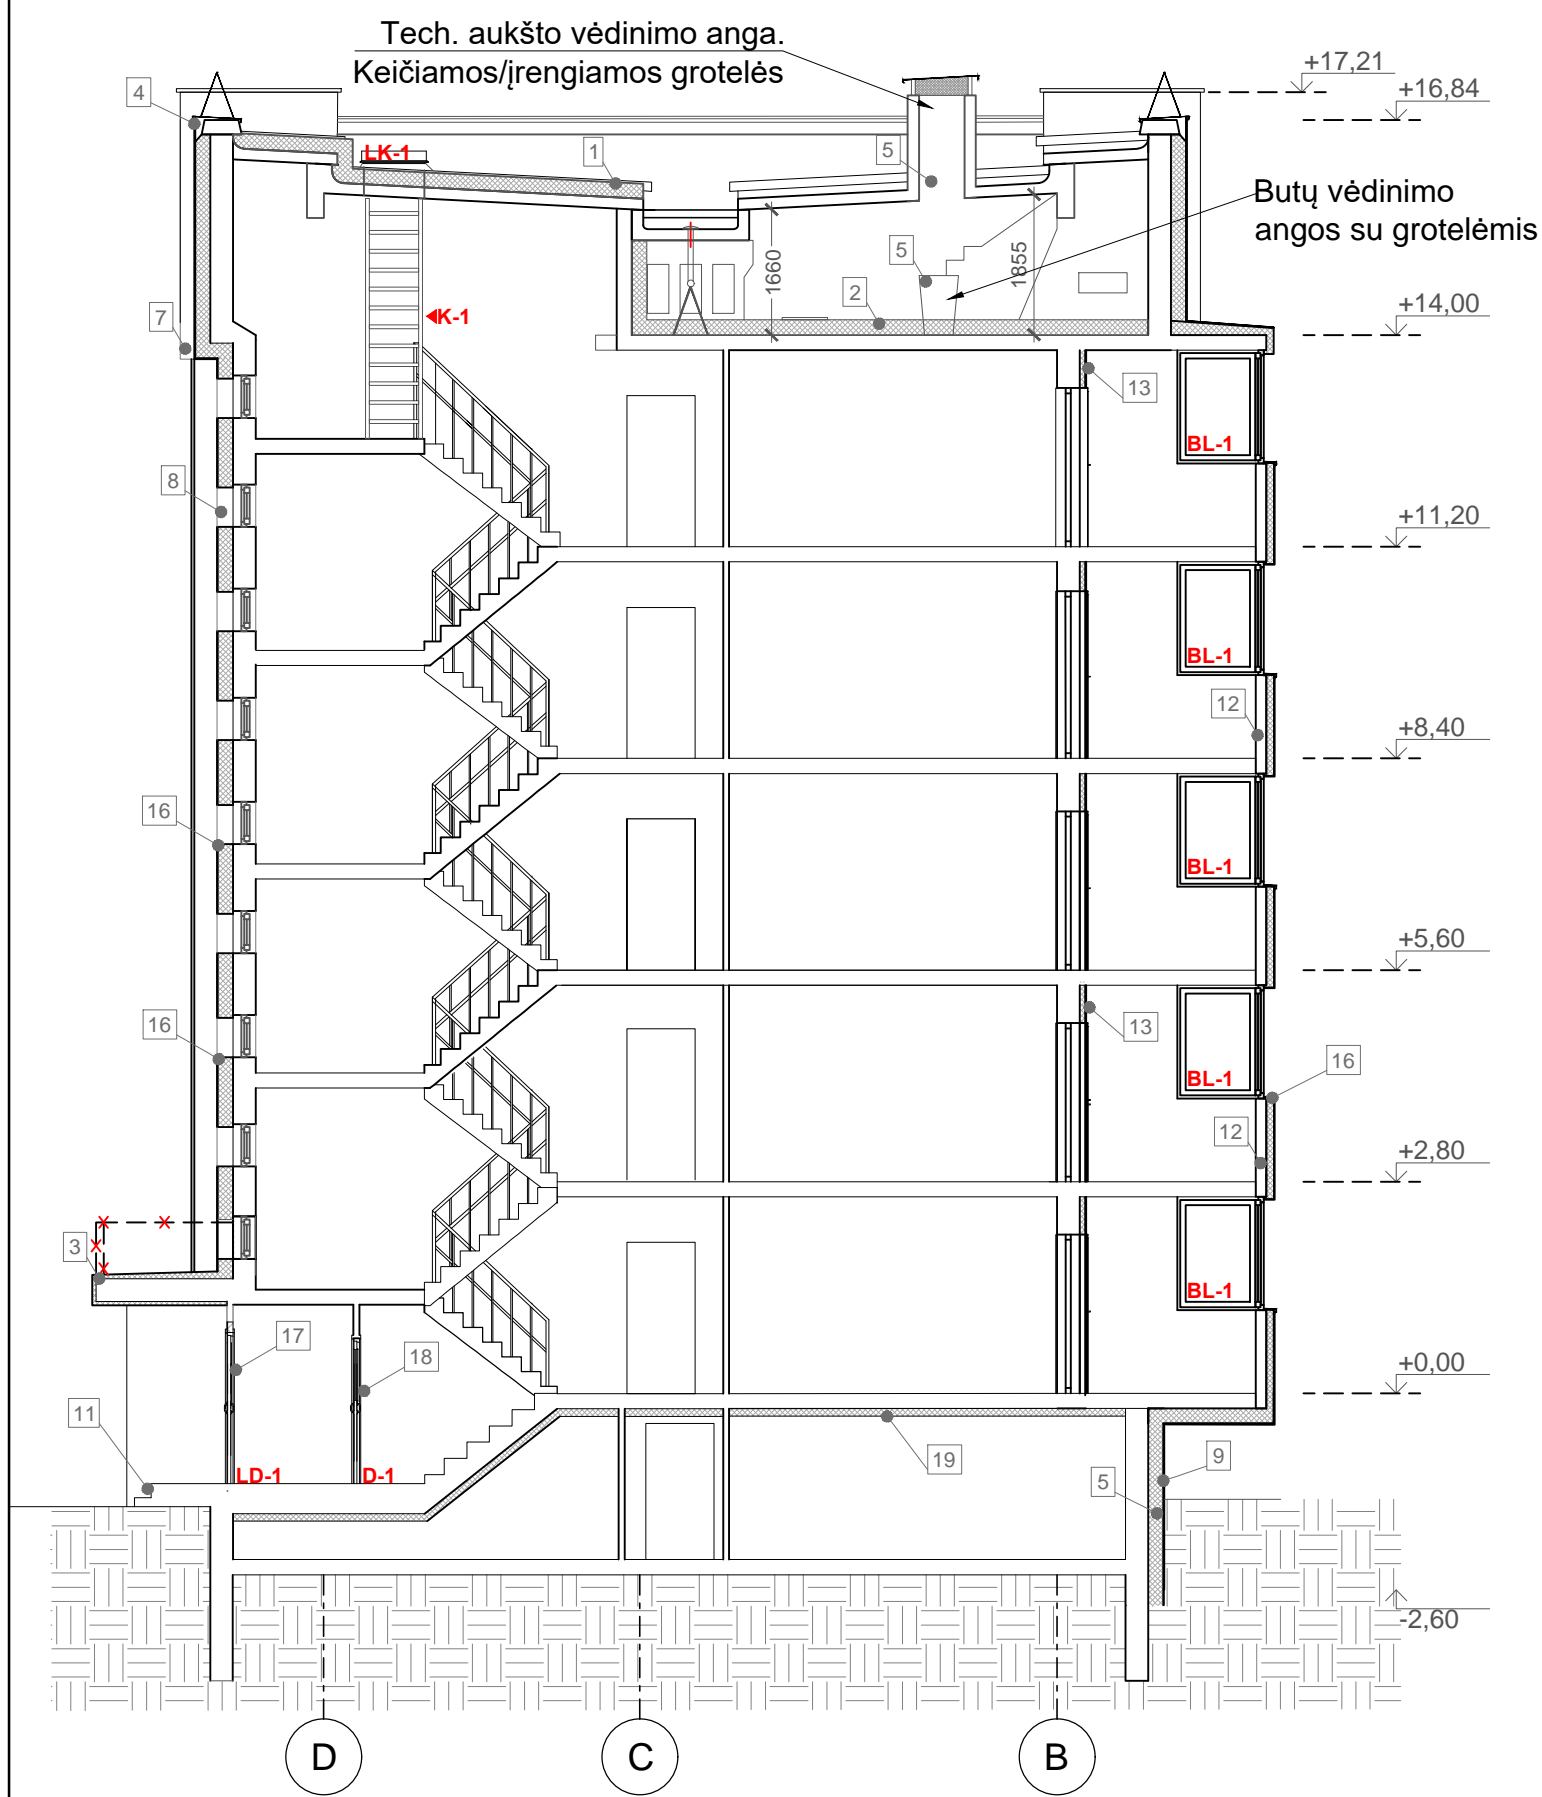 Tech. aukšto vėdinimo anga.
Keičiamos/įrengiamos grotelės
+17,21
+16,84
4
LK-1
1
5
Butų vėdinimo
angos su grotelėmis
5
1660
1855
2
+14,00
7
K-1
13
BL-1
8
+11,20
BL-1
12
+8,40
16
BL-1
+5,60
16
13
BL-1
16
12
+2,80
3
BL-1
17
18
+0,00
11
LD-1
D-1
19
9
5
-2,60
D
C
B